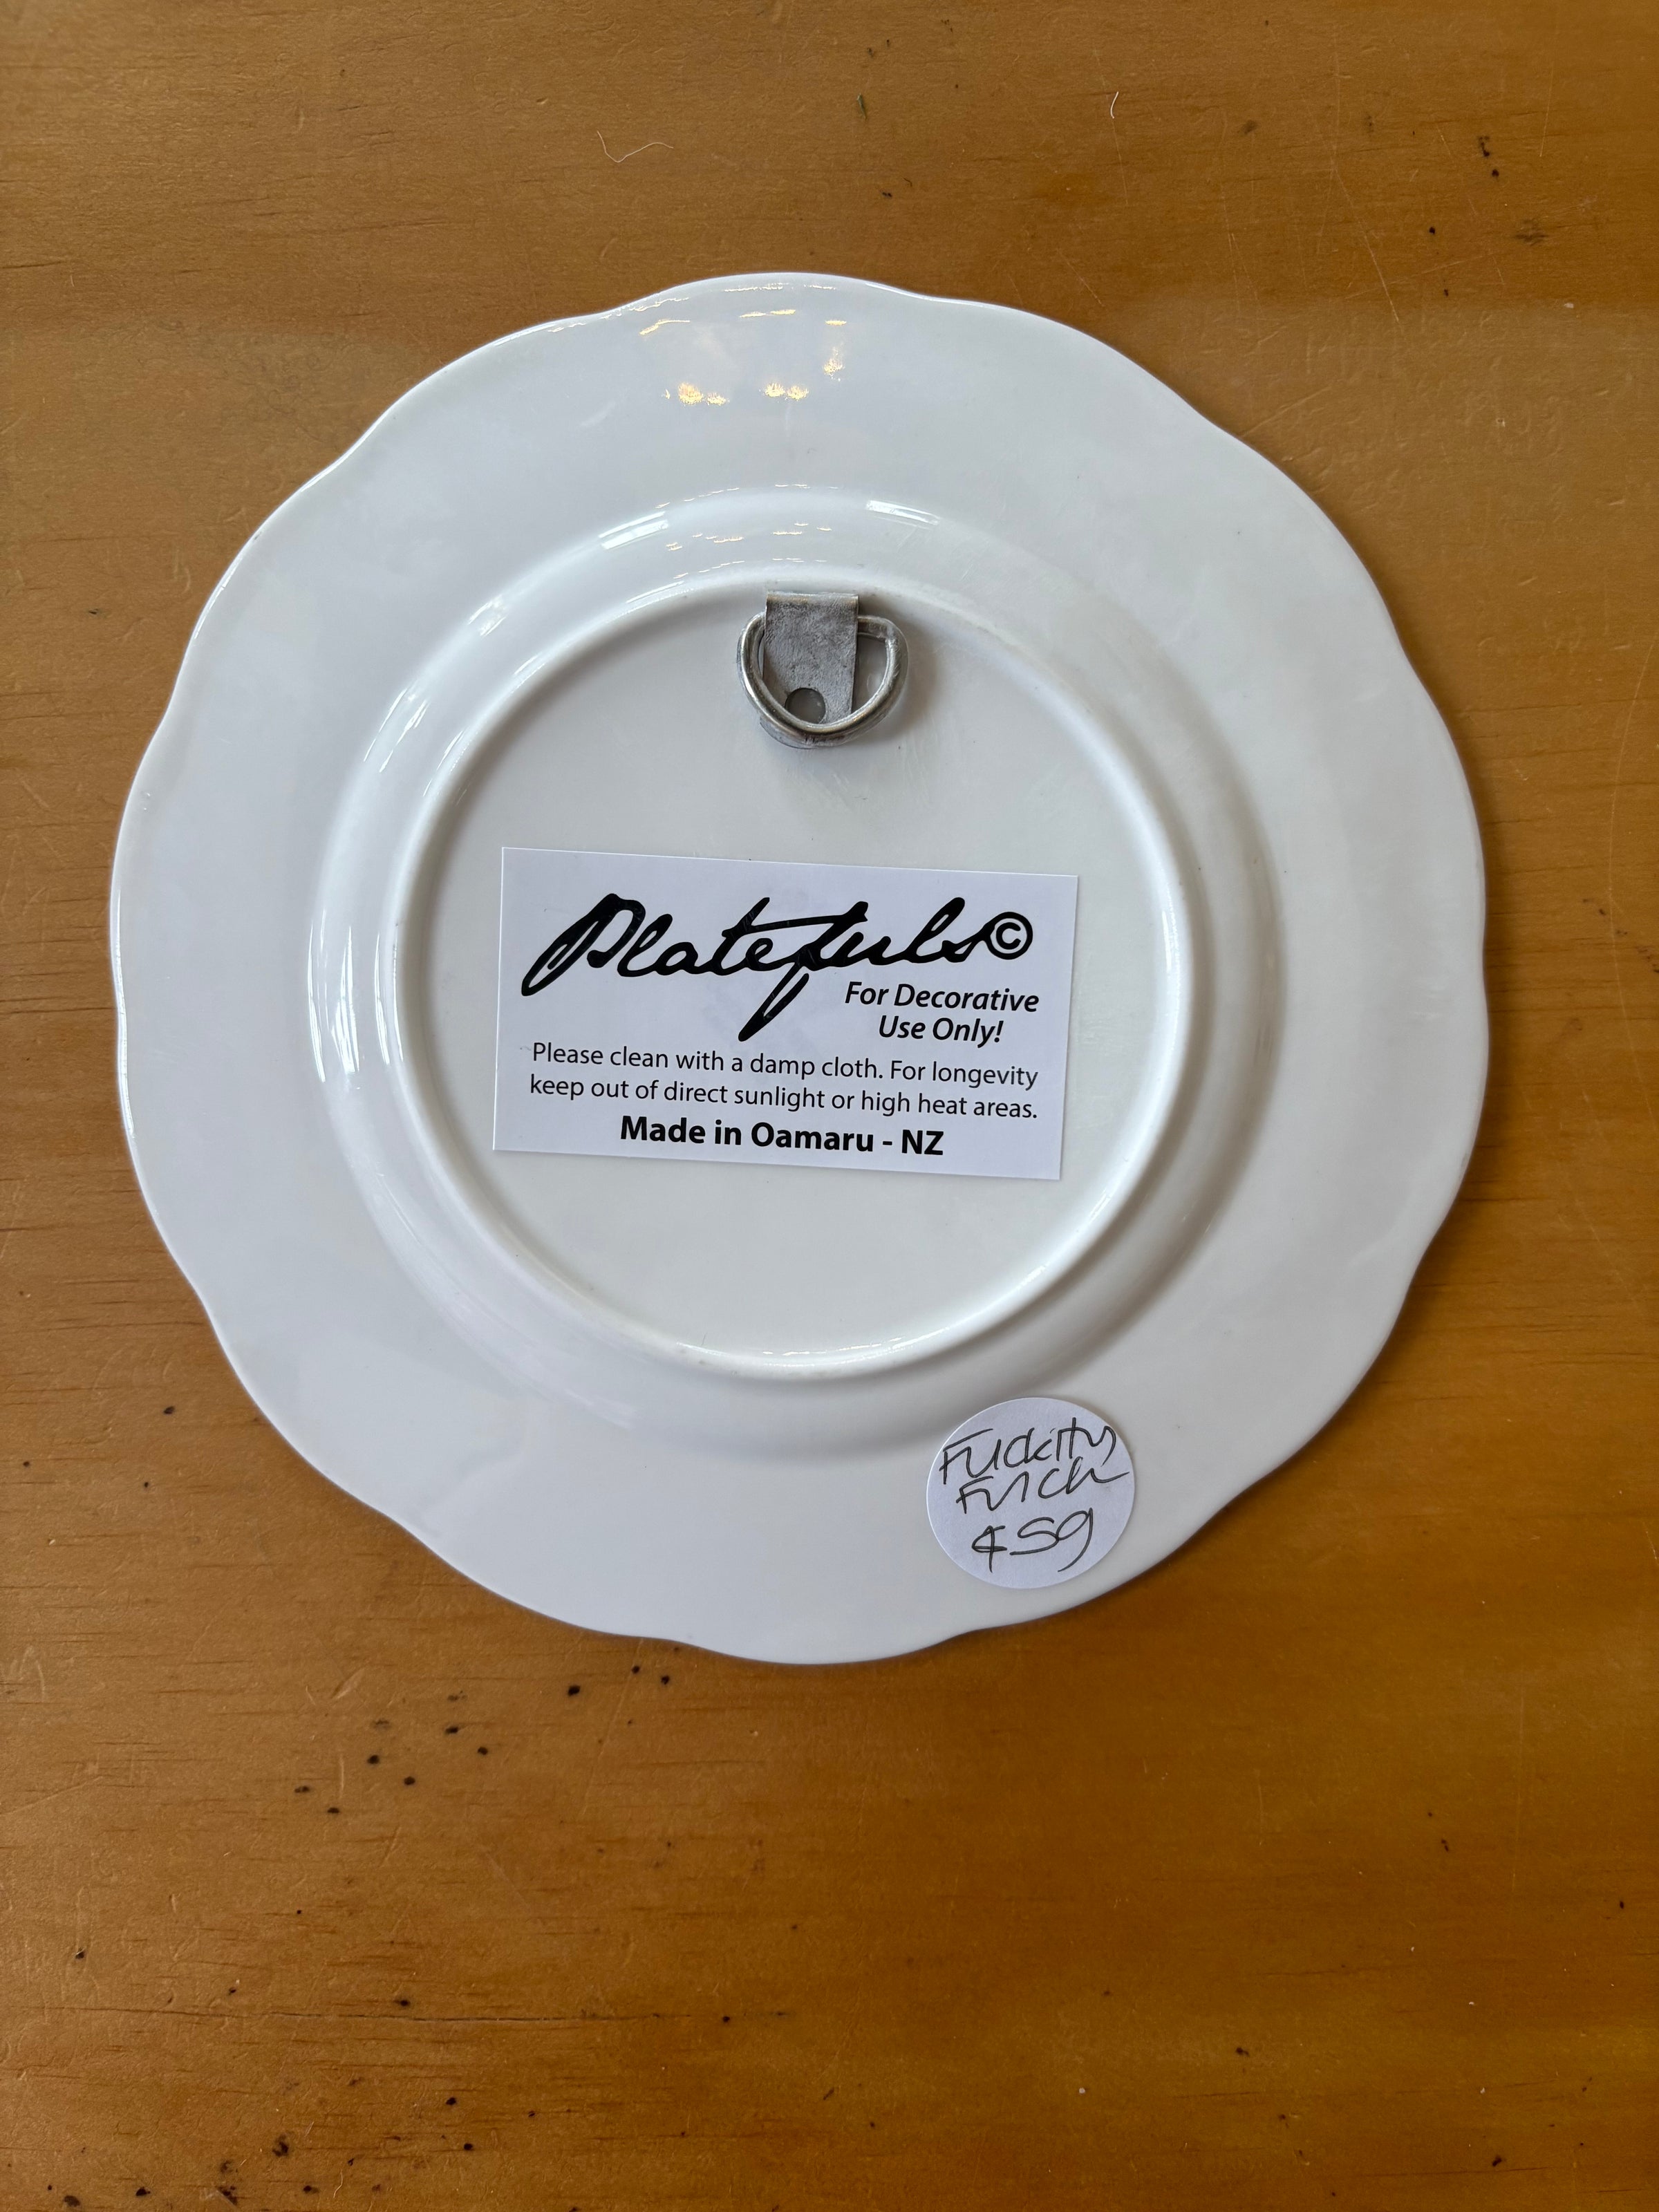 Platefuls©
For Decorative
Use Only!
Please clean with a damp cloth. For longevity
keep out of direct sunlight or high heat areas.
Made in Oamaru - NZ
Fuckity
Fuck
$59